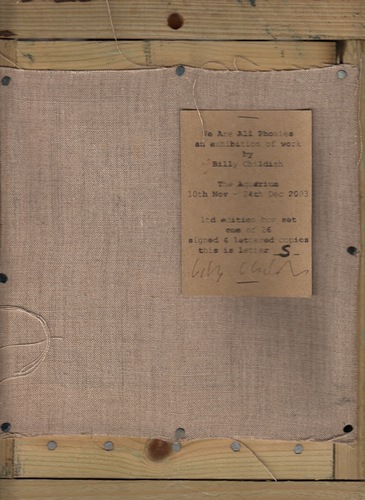 We Are All Phonies
an exhibition of work
by
Billy Childish
The Aquarium
10th Nov - 24th Dec 2003
ltd edition box set
one of 26
signed & lettered copies
this is letter S
Billy Childish